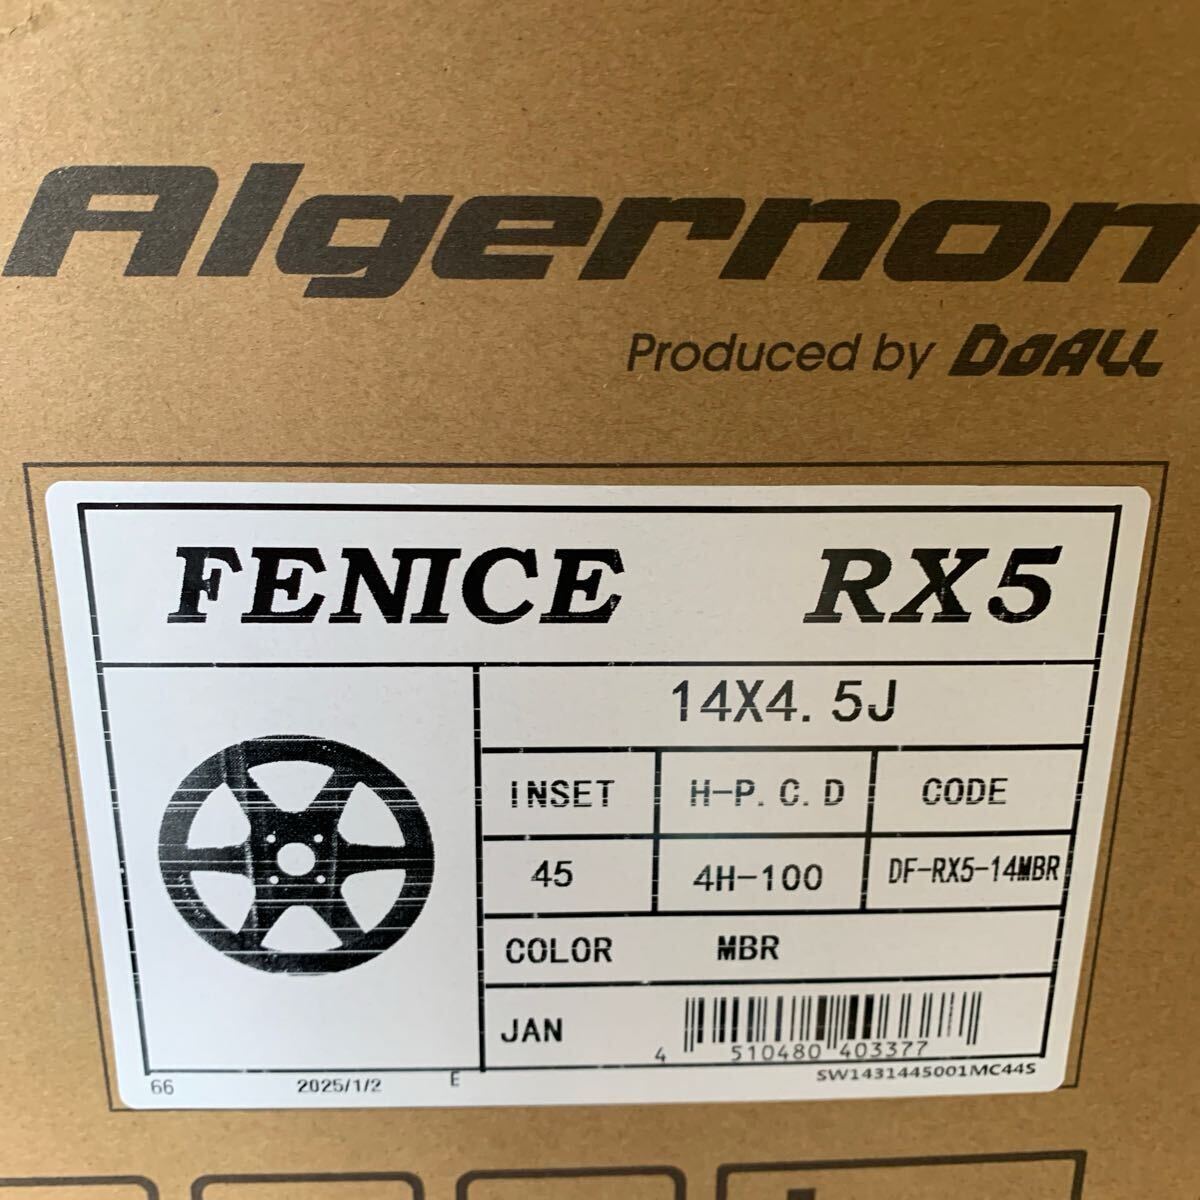 Algernon
Produced by DOALL
FENICE RX5
14X4.5J
INSET H-P.C.D CODE
45 4H-100 DF-RX5-14MBR
COLOR MBR
JAN
4 510480 403377
66 2025/1/2 E SW1431445001MC44S